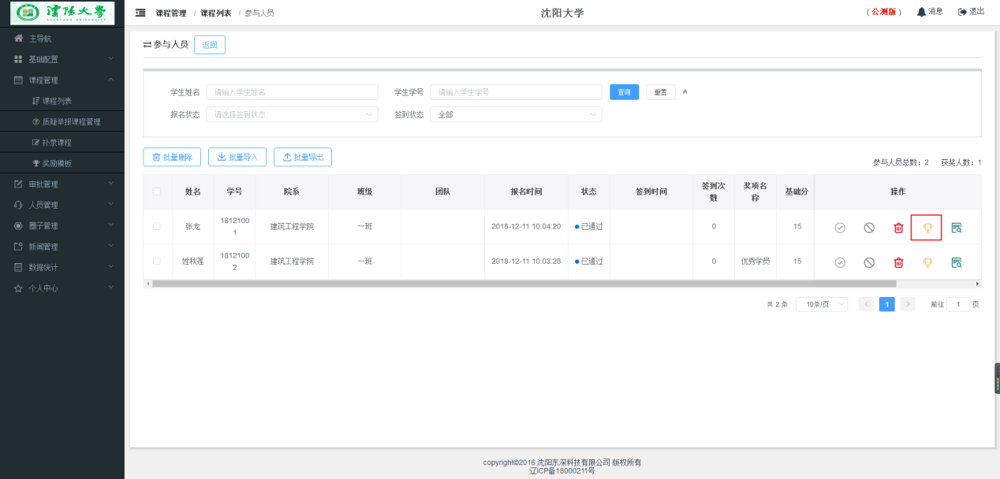 沈阳大学
SHENYANG UNIVERSITY
课程管理 / 课程列表 / 参与人员
沈阳大学
(公测版)
消息
退出
主导航
基础配置
课程管理
课程列表
质疑举报课程管理
补录课程
奖励模板
审批管理
人员管理
圈子管理
新闻管理
数据统计
个人中心
参与人员 返回
学生姓名 请输入学生姓名 学生学号 请输入学生学号 查询 重置
报名状态 请选择签到状态 签到状态 全部
批量删除 批量导入 批量导出
参与人员总数：2 获奖人数：1
姓名 学号 院系 班级 团队 报名时间 状态 签到时间 签到次数 奖项名称 基础分 操作
张龙 18121001 建筑工程学院 一班 2018-12-11 10:04:20 已通过 0 15
姓秋莲 18121002 建筑工程学院 一班 2018-12-11 10:03:28 已通过 0 优秀学员 15
共 2 条 10条/页 1 前往 1 页
copyright©2016 沈阳东深科技有限公司 版权所有
辽ICP备18000211号